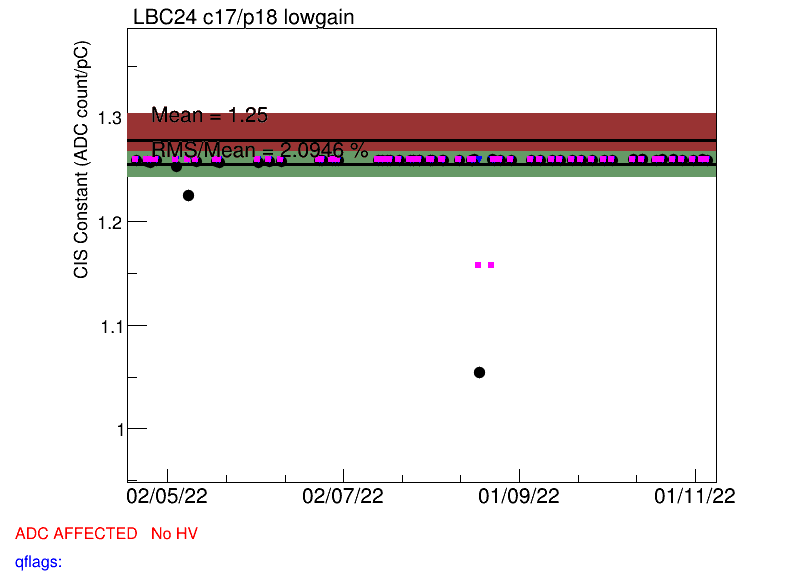 LBC24 c17/p18 lowgain
CIS Constant (ADC count/pC)
Mean = 1.25
RMS/Mean = 2.0946 %
1.3
1.2
1.1
1
02/05/22 02/07/22 01/09/22 01/11/22
ADC AFFECTED No HV
qflags: